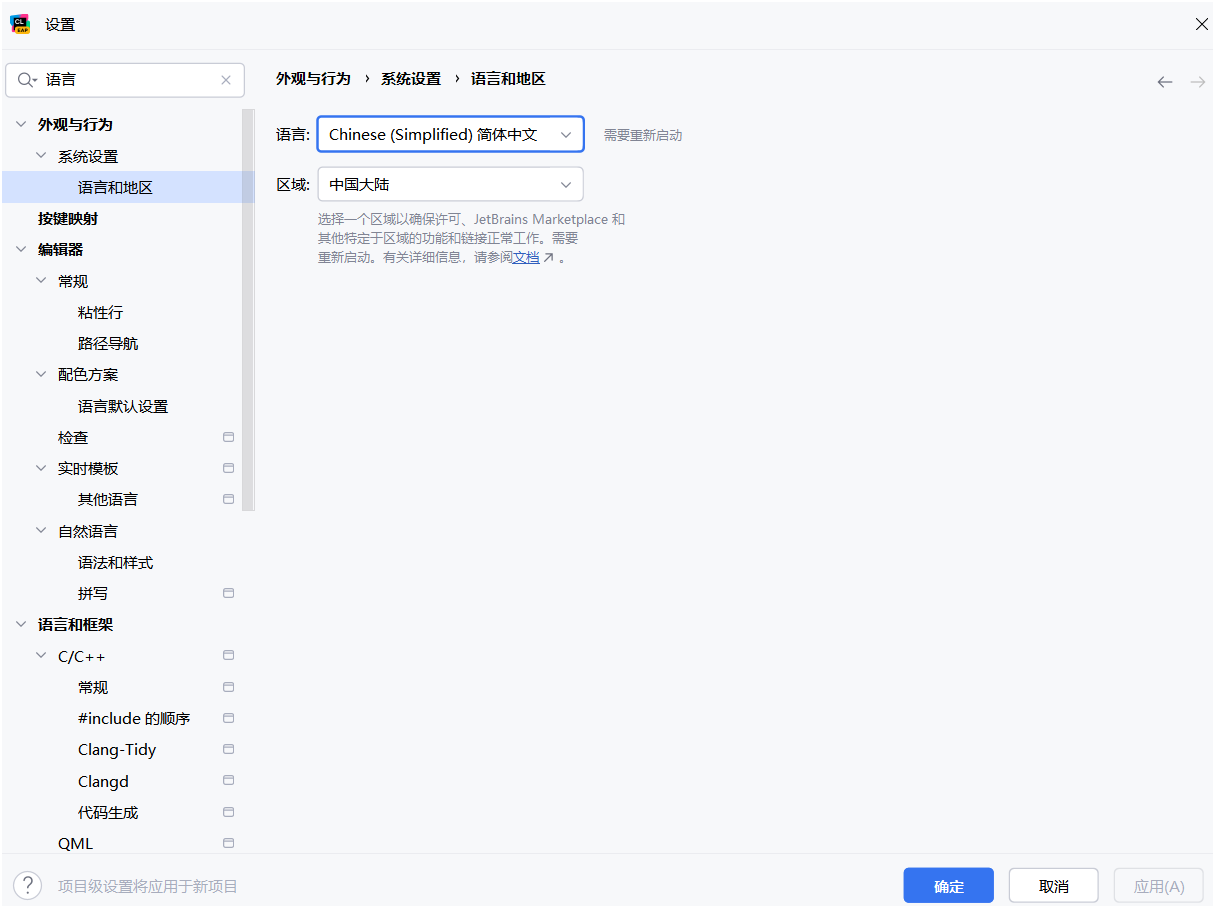 CL
EAP
设置
语言
外观与行为 › 系统设置 › 语言和地区
外观与行为
系统设置
语言和地区
按键映射
编辑器
常规
粘性行
路径导航
配色方案
语言默认设置
检查
实时模板
其他语言
自然语言
语法和样式
拼写
语言和框架
C/C++
常规
#include 的顺序
Clang-Tidy
Clangd
代码生成
QML
语言: Chinese (Simplified) 简体中文 需要重新启动
区域: 中国大陆
选择一个区域以确保许可、JetBrains Marketplace 和
其他特定于区域的功能和链接正常工作。需要
重新启动。有关详细信息，请参阅文档↗ 。
? 项目级设置将应用于新项目
确定 取消 应用(A)